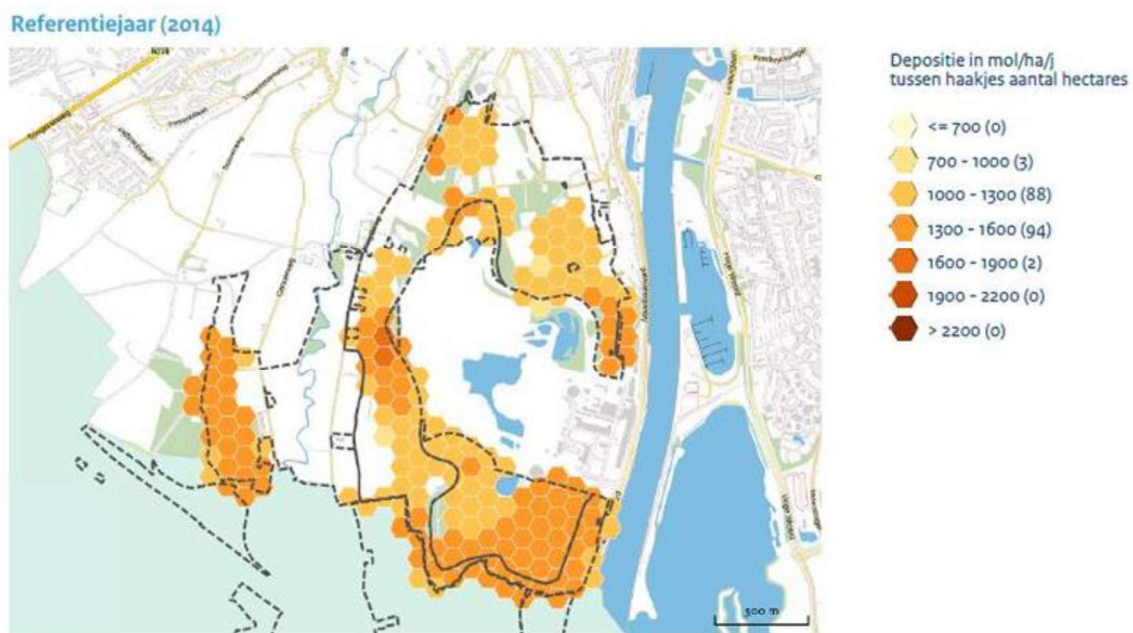 Referentiejaar (2014)
Depositie in mol/ha/j
tussen haakjes aantal hectares
<= 700 (0)
700 - 1000 (3)
1000 - 1300 (88)
1300 - 1600 (94)
1600 - 1900 (2)
1900 - 2200 (0)
> 2200 (0)
500 m